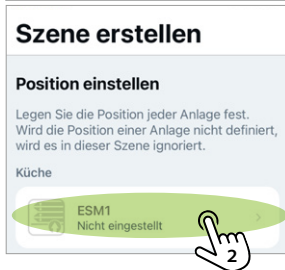 Szene erstellen
Position einstellen
Legen Sie die Position jeder Anlage fest.
Wird die Position einer Anlage nicht definiert,
wird es in dieser Szene ignoriert.
Küche
ESM1
Nicht eingestellt
2